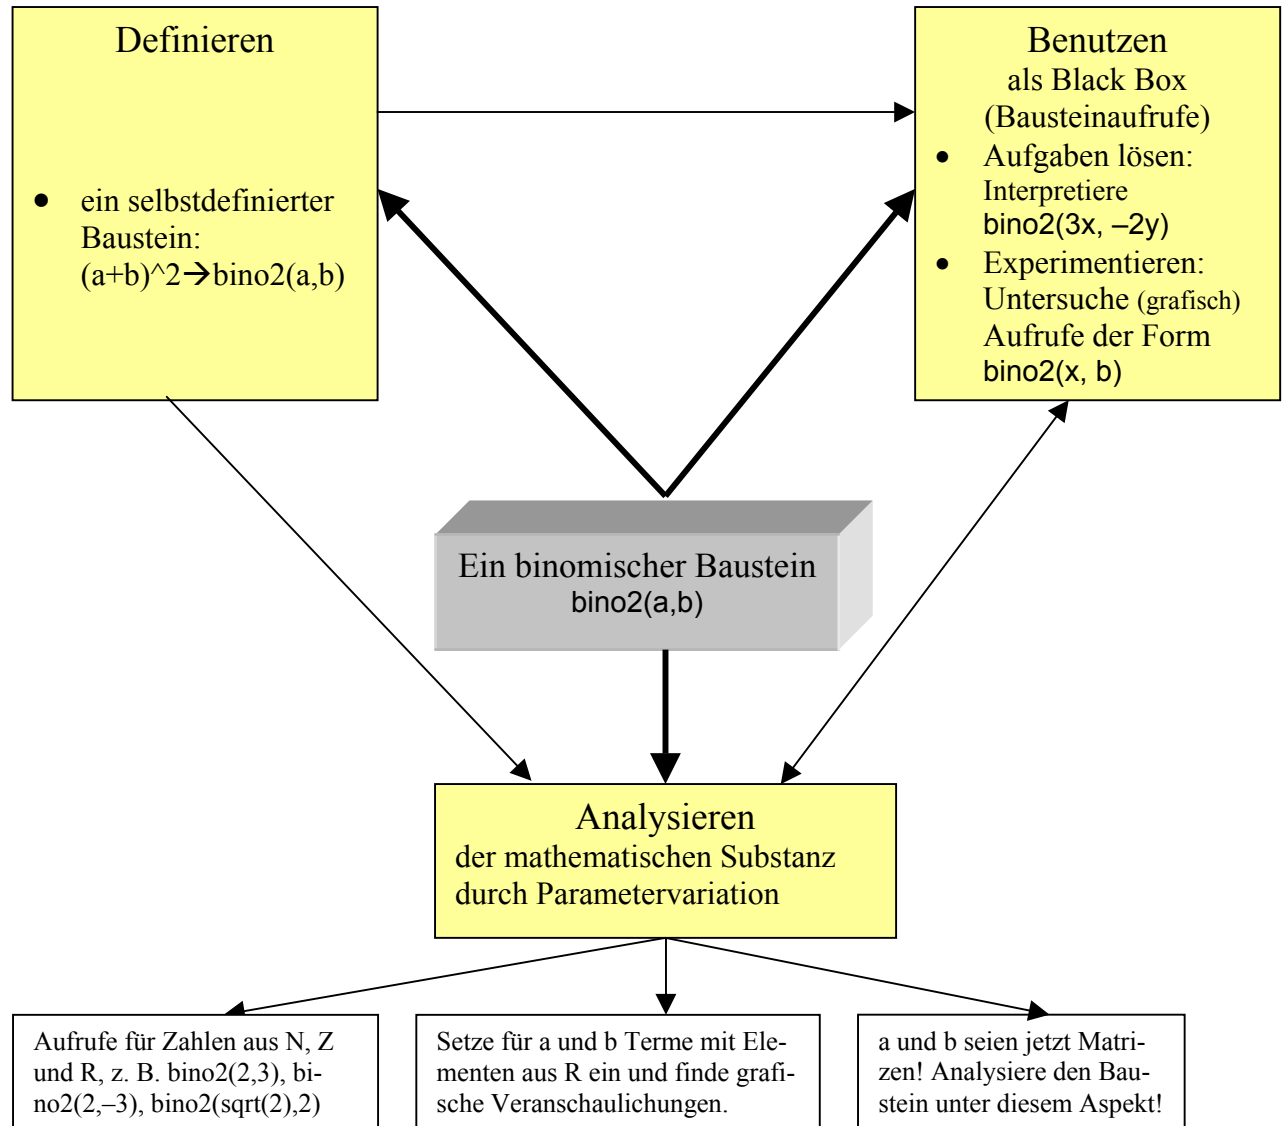 Definieren
• ein selbstdefinierter
Baustein:
(a+b)^2→bino2(a,b)
Benutzen
als Black Box
(Bausteinaufrufe)
• Aufgaben lösen:
Interpretiere
bino2(3x, –2y)
• Experimentieren:
Untersuche (grafisch)
Aufrufe der Form
bino2(x, b)
Ein binomischer Baustein
bino2(a,b)
Analysieren
der mathematischen Substanz
durch Parametervariation
Aufrufe für Zahlen aus N, Z
und R, z. B. bino2(2,3), bi-
no2(2,–3), bino2(sqrt(2),2)
Setze für a und b Terme mit Ele-
menten aus R ein und finde grafi-
sche Veranschaulichungen.
a und b seien jetzt Matri-
zen! Analysiere den Bau-
stein unter diesem Aspekt!